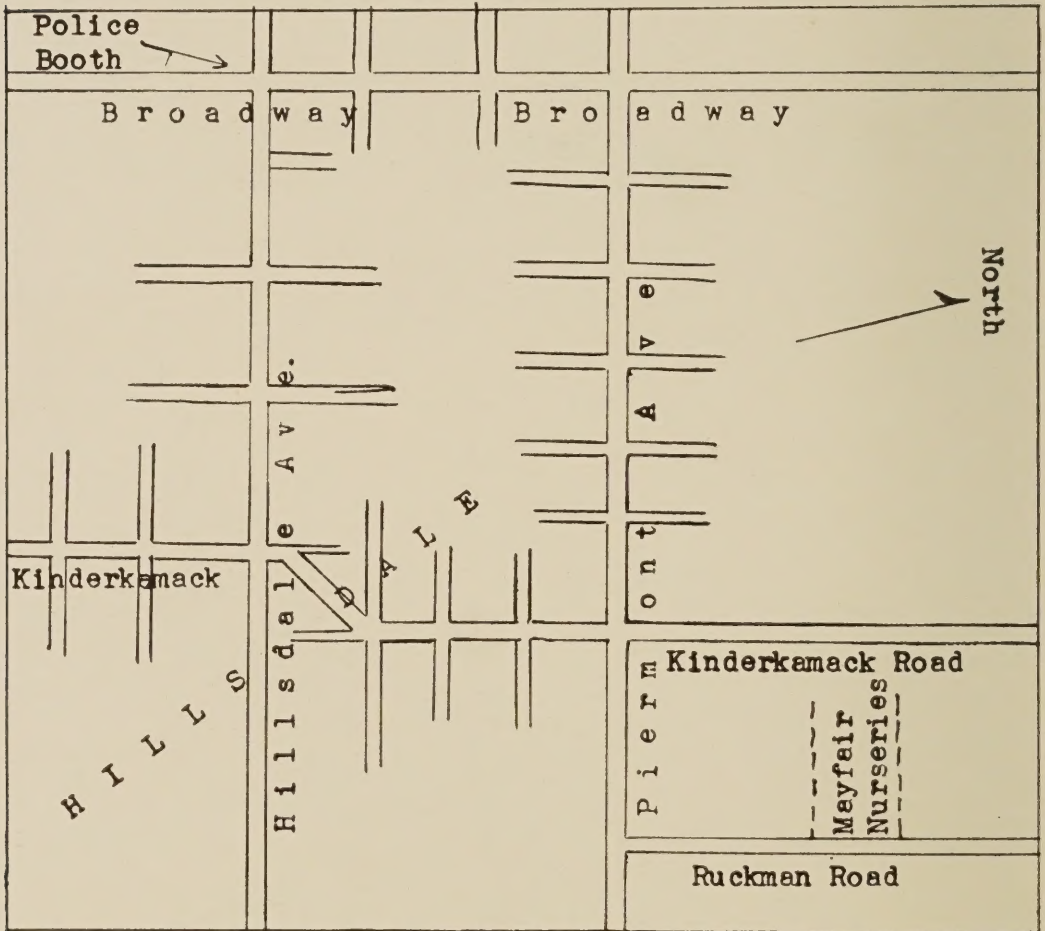 Police
Booth
Broadway
Broadway
North
Hillsdale Ave.
Piermont Ave
HILLSDALE
Kinderkamack
Kinderkamack Road
Mayfair
Nurseries
Ruckman Road